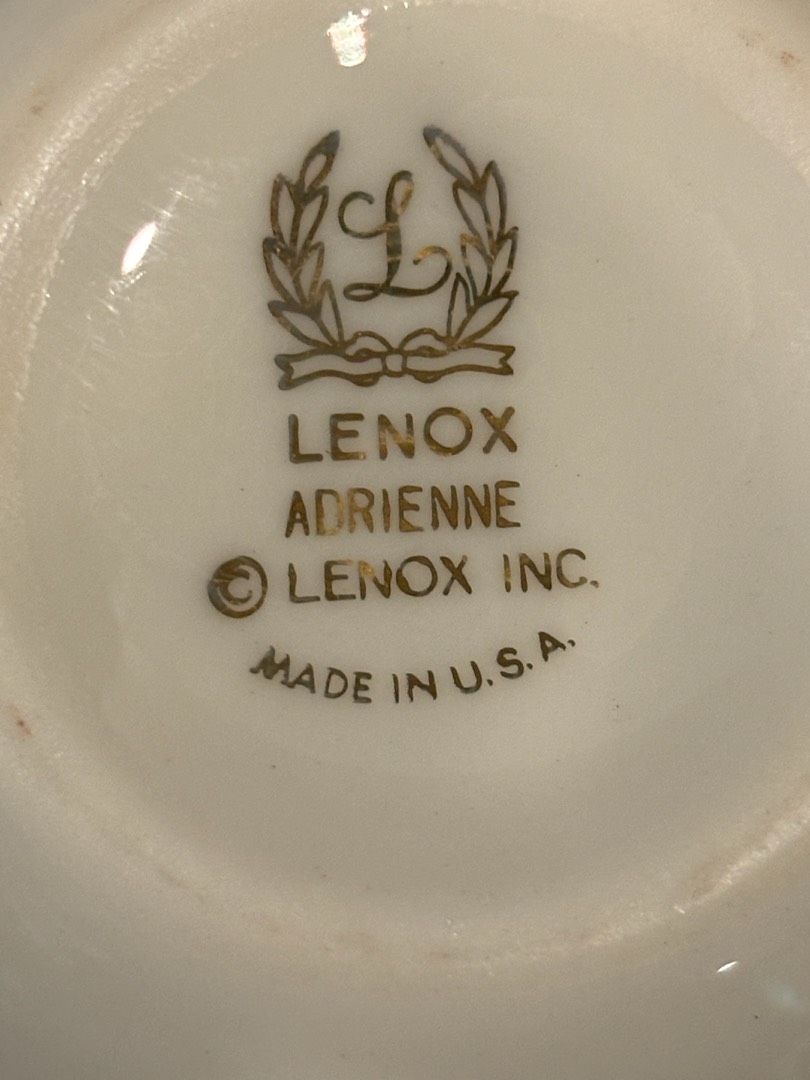 L
LENOX
ADRIENNE
© LENOX INC.
MADE IN U.S.A.